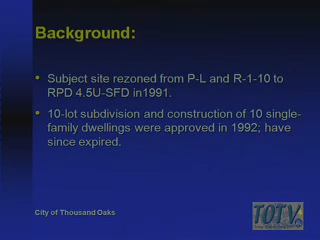 Background:
• Subject site rezoned from P-L and R-1-10 to
RPD 4.5U-SFD in1991.
• 10-lot subdivision and construction of 10 single-
family dwellings were approved in 1992; have
since expired.
City of Thousand Oaks
TOTV